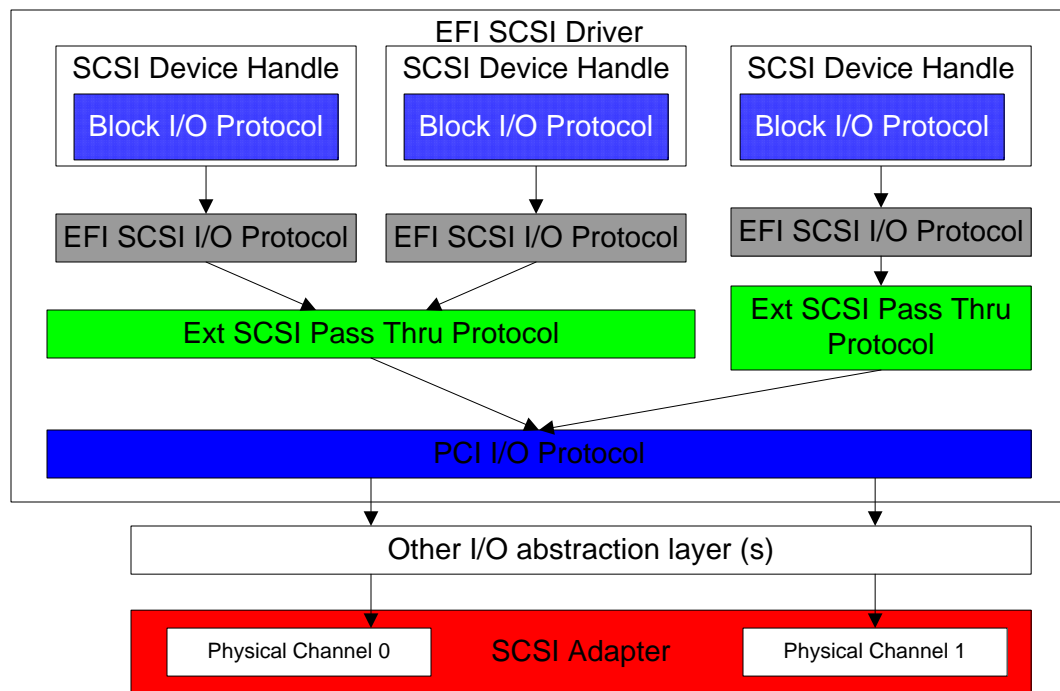 EFI SCSI Driver
SCSI Device Handle
SCSI Device Handle
SCSI Device Handle
Block I/O Protocol
Block I/O Protocol
Block I/O Protocol
EFI SCSI I/O Protocol
EFI SCSI I/O Protocol
EFI SCSI I/O Protocol
Ext SCSI Pass Thru Protocol
Ext SCSI Pass Thru
Protocol
PCI I/O Protocol
Other I/O abstraction layer (s)
Physical Channel 0
SCSI Adapter
Physical Channel 1